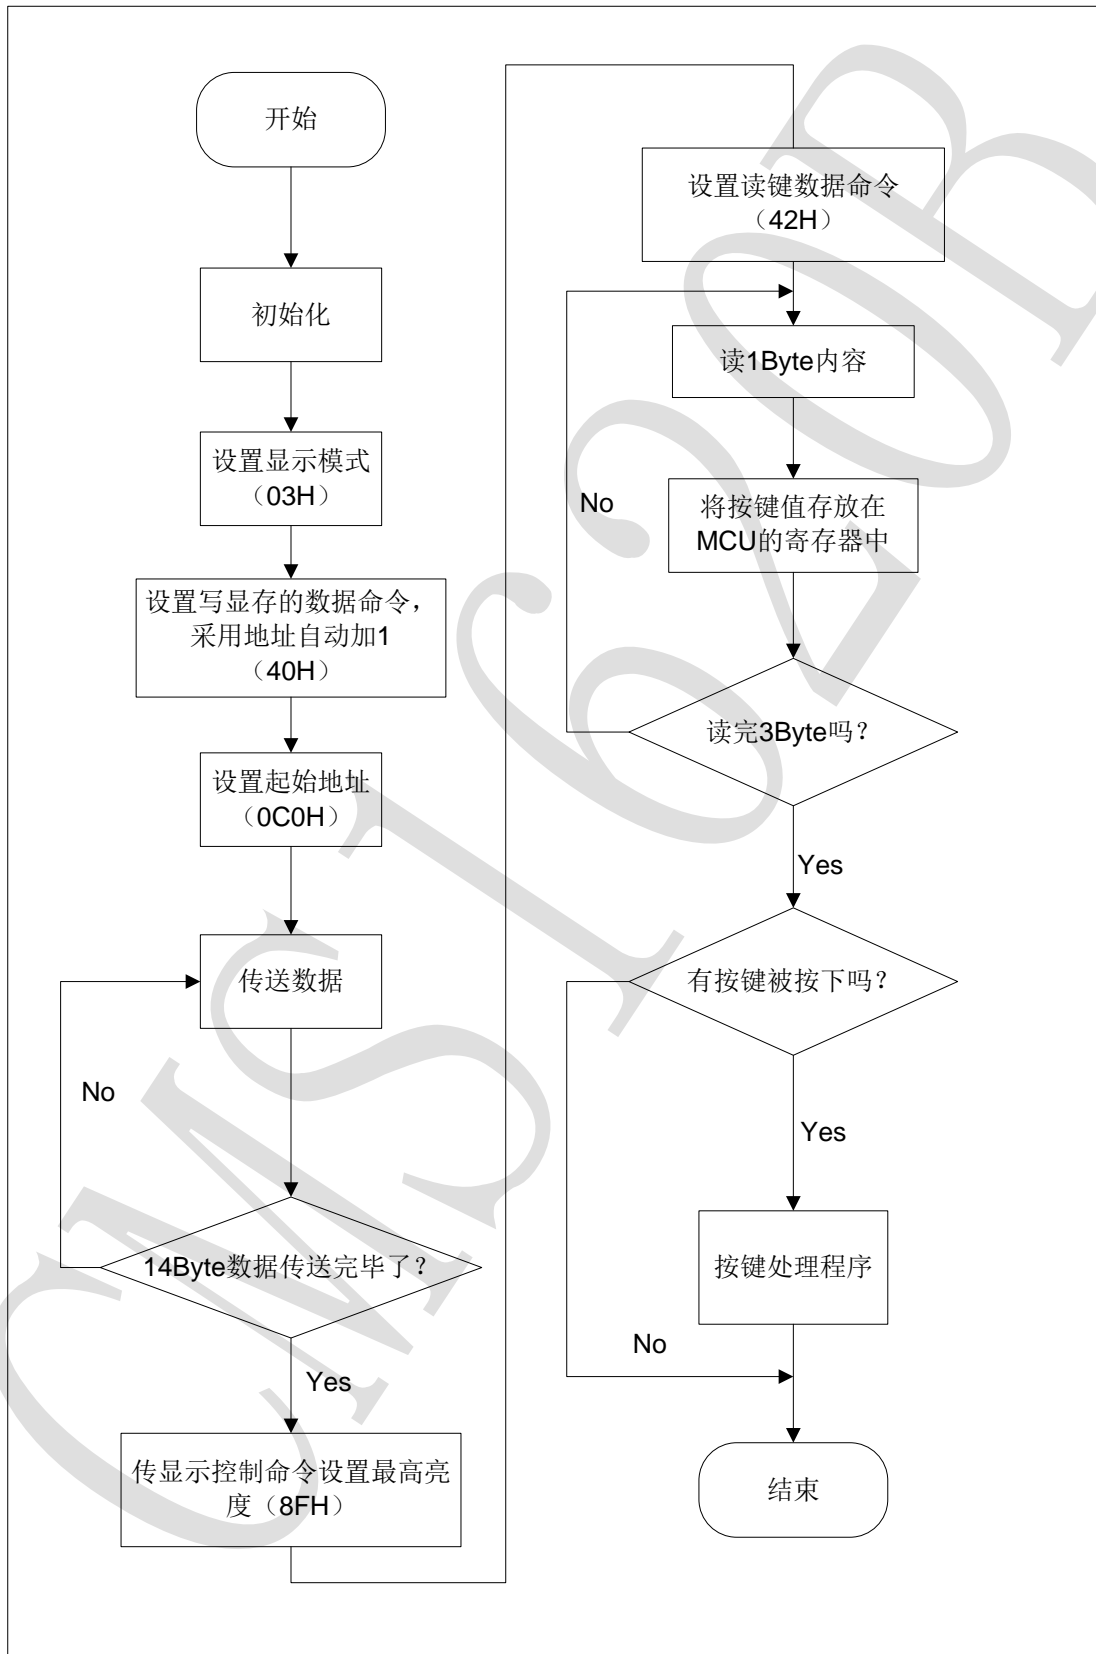 开始
初始化
设置显示模式
（03H）
设置写显存的数据命令，
采用地址自动加1
（40H）
设置起始地址
（0C0H）
传送数据
No
14Byte数据传送完毕了？
Yes
传显示控制命令设置最高亮
度（8FH）
设置读键数据命令
（42H）
读1Byte内容
No
将按键值存放在
MCU的寄存器中
读完3Byte吗？
Yes
有按键被按下吗？
Yes
按键处理程序
No
结束
CMS1620B